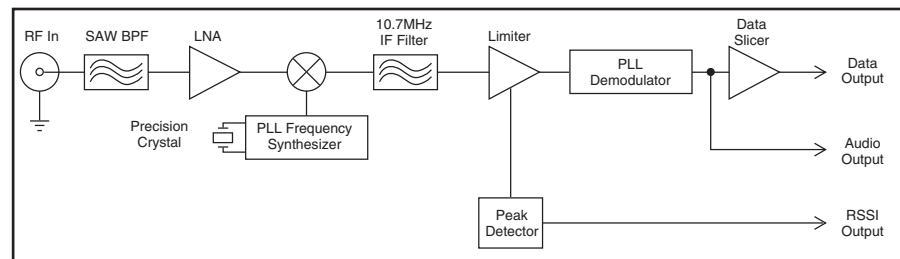 RF In
SAW BPF
LNA
10.7MHz
IF Filter
Limiter
Data
Slicer
PLL
Demodulator
Data
Output
Precision
Crystal
PLL Frequency
Synthesizer
Audio
Output
Peak
Detector
RSSI
Output